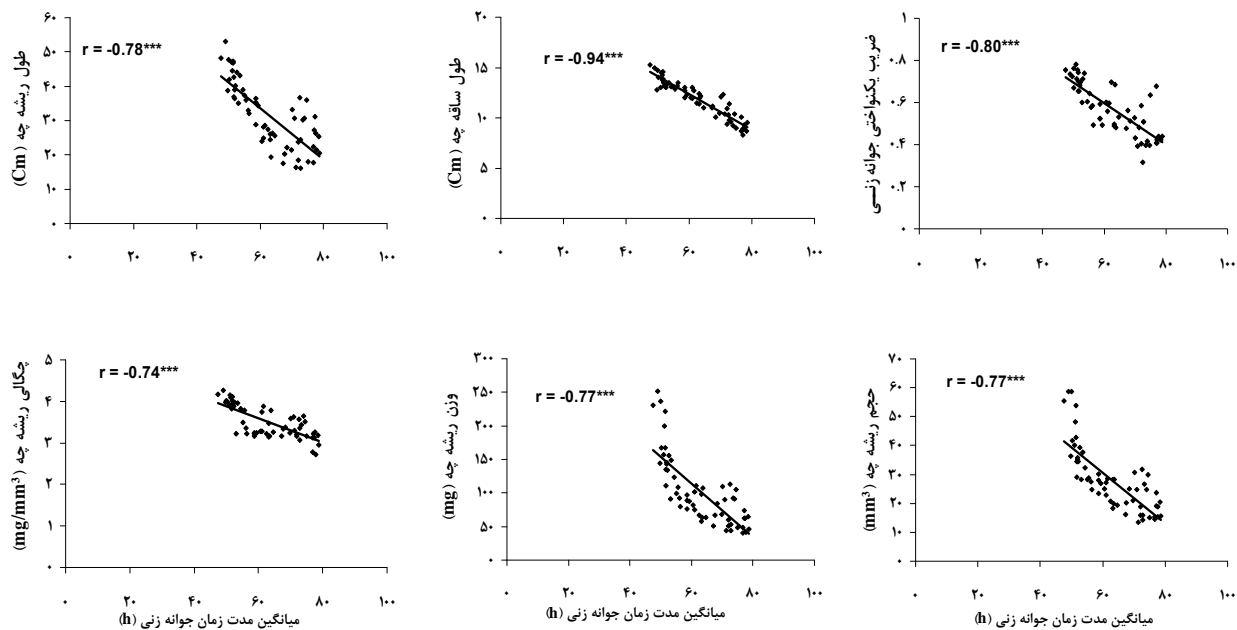 ۶۰
۵۰
۴۰
۳۰
۲۰
۱۰
۰
طول ریشه چه (Cm)
r = -0.78***
۰ ۲۰ ۴۰ ۶۰ ۸۰ ۱۰۰
۲۰
۱۵
۱۰
۵
۰
طول ساقه چه (Cm)
r = -0.94***
۰ ۲۰ ۴۰ ۶۰ ۸۰ ۱۰۰
۱
۰.۸
۰.۶
۰.۴
۰.۲
۰
ضریب یکنواختی جوانه زنـــی
r = -0.80***
۰ ۲۰ ۴۰ ۶۰ ۸۰ ۱۰۰
۵
۴
۳
۲
۱
۰
چگالی ریشه چه (mg/mm³)
r = -0.74***
۰ ۲۰ ۴۰ ۶۰ ۸۰ ۱۰۰
میانگین مدت زمان جوانه زنی (h)
۳۰۰
۲۵۰
۲۰۰
۱۵۰
۱۰۰
۵۰
۰
وزن ریشه چه (mg)
r = -0.77***
۰ ۲۰ ۴۰ ۶۰ ۸۰ ۱۰۰
میانگین مدت زمان جوانه زنی (h)
۷۰
۶۰
۵۰
۴۰
۳۰
۲۰
۱۰
۰
حجم ریشه چه (mm³)
r = -0.77***
۰ ۲۰ ۴۰ ۶۰ ۸۰ ۱۰۰
میانگین مدت زمان جوانه زنی (h)